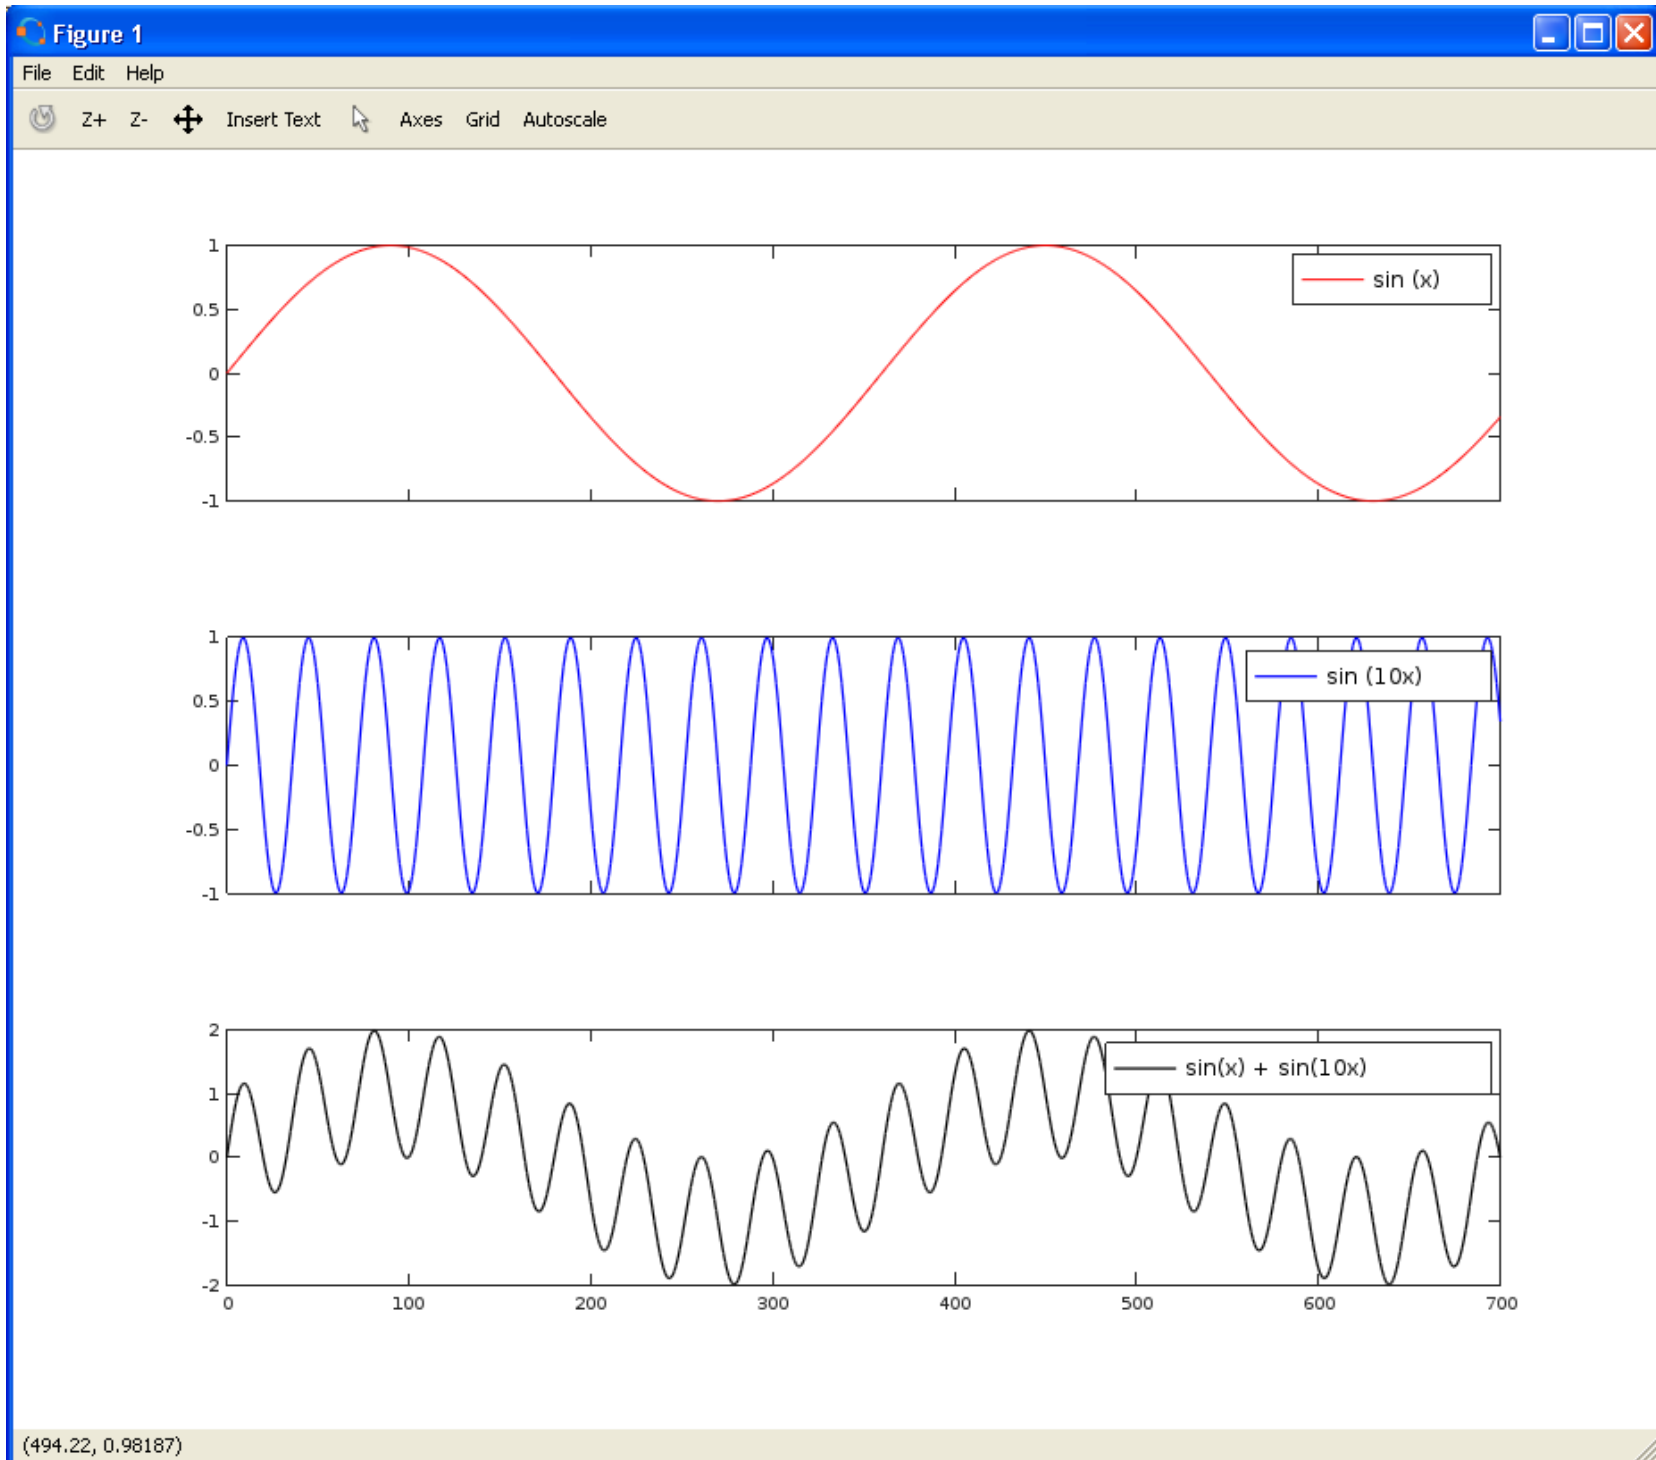 Figure 1
File Edit Help
Z+ Z- Insert Text Axes Grid Autoscale
1
0.5
0
-0.5
-1
sin (x)
1
0.5
0
-0.5
-1
sin (10x)
2
1
0
-1
-2
sin(x) + sin(10x)
0 100 200 300 400 500 600 700
(494.22, 0.98187)